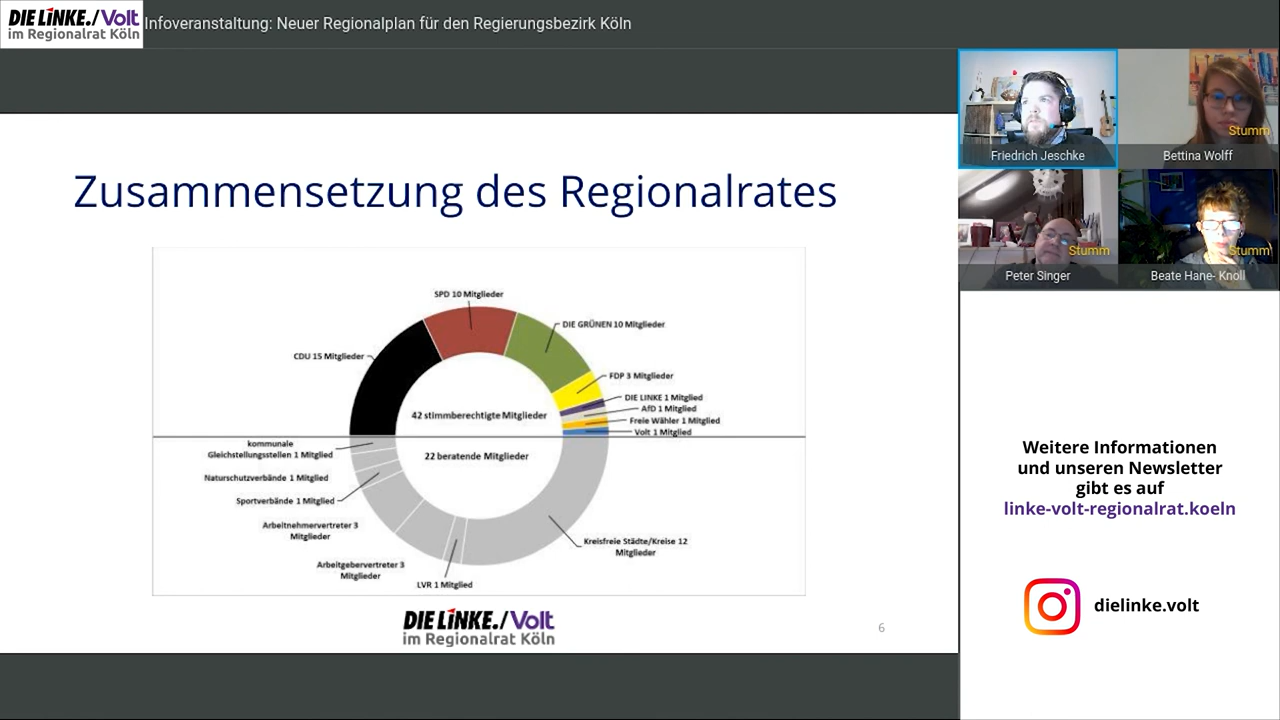 DIE LiNKE./Volt
im Regionalrat Köln
Infoveranstaltung: Neuer Regionalplan für den Regierungsbezirk Köln
Friedrich Jeschke
Stumm
Bettina Wolff
Stumm
Peter Singer
Stumm
Beate Hane- Knoll
Zusammensetzung des Regionalrates
SPD 10 Mitglieder
DIE GRÜNEN 10 Mitglieder
CDU 15 Mitglieder
FDP 3 Mitglieder
DIE LINKE 1 Mitglied
AfD 1 Mitglied
Freie Wähler 1 Mitglied
Volt 1 Mitglied
42 stimmberechtigte Mitglieder
22 beratende Mitglieder
kommunale
Gleichstellungsstellen 1 Mitglied
Naturschutzverbände 1 Mitglied
Sportverbände 1 Mitglied
Arbeitnehmervertreter 3
Mitglieder
Arbeitgebervertreter 3
Mitglieder
LVR 1 Mitglied
Kreisfreie Städte/Kreise 12
Mitglieder
DIE LiNKE./Volt
im Regionalrat Köln
6
Weitere Informationen
und unseren Newsletter
gibt es auf
linke-volt-regionalrat.koeln
dielinke.volt